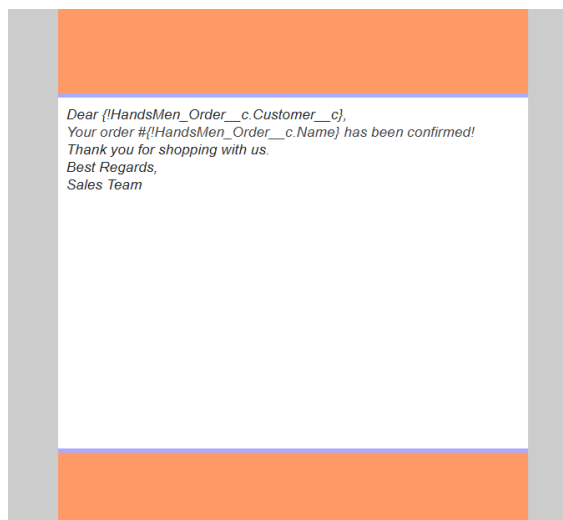 Dear {!HandsMen_Order__c.Customer__c},
Your order #{!HandsMen_Order__c.Name} has been confirmed!
Thank you for shopping with us.
Best Regards,
Sales Team